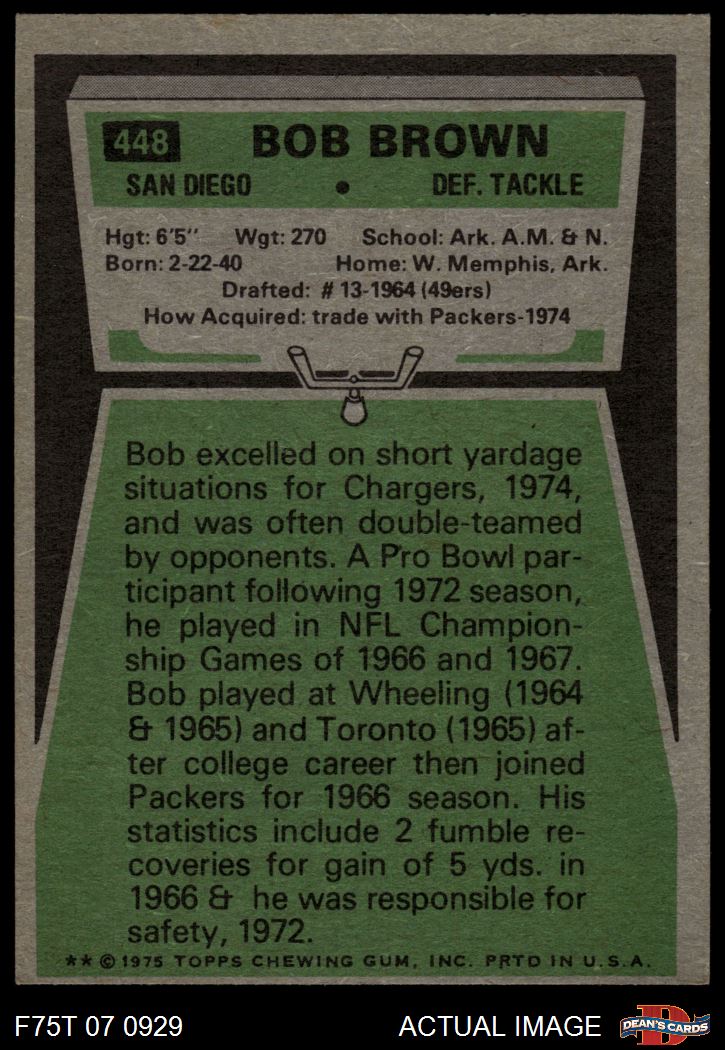 448 BOB BROWN
SAN DIEGO • DEF. TACKLE
Hgt: 6'5" Wgt: 270 School: Ark. A.M. & N.
Born: 2-22-40 Home: W. Memphis, Ark.
Drafted: # 13-1964 (49ers)
How Acquired: trade with Packers-1974
Bob excelled on short yardage
situations for Chargers, 1974,
and was often double-teamed
by opponents. A Pro Bowl par-
ticipant following 1972 season,
he played in NFL Champion-
ship Games of 1966 and 1967.
Bob played at Wheeling (1964
& 1965) and Toronto (1965) af-
ter college career then joined
Packers for 1966 season. His
statistics include 2 fumble re-
coveries for gain of 5 yds. in
1966 & he was responsible for
safety, 1972.
** © 1975 TOPPS CHEWING GUM, INC. PRTD IN U.S.A.
F75T 07 0929 ACTUAL IMAGE
D
DEAN'S CARDS